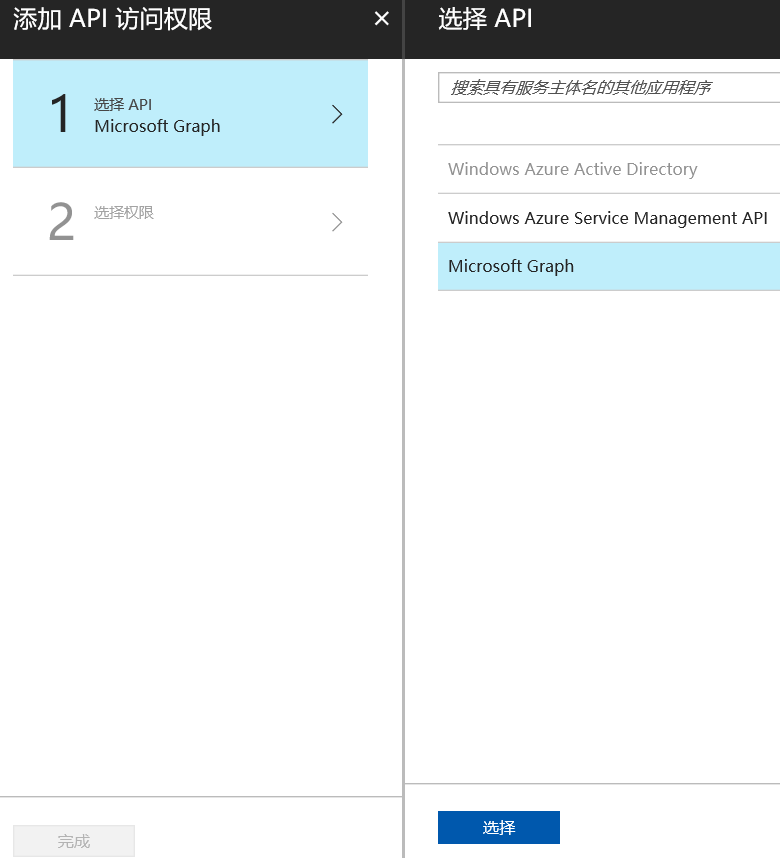 添加 API 访问权限
×
1
选择 API
Microsoft Graph
2
选择权限
完成
选择 API
搜索具有服务主体名的其他应用程序
Windows Azure Active Directory
Windows Azure Service Management API
Microsoft Graph
选择